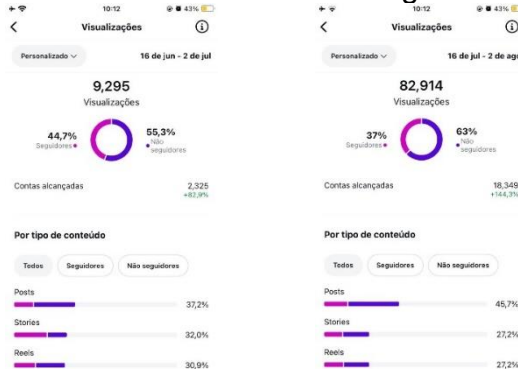 10:12
43%
Visualizações
Personalizado
16 de jun - 2 de jul
9,295
Visualizações
44,7%
Seguidores
55,3%
Não
seguidores
Contas alcançadas
2,325
+82,9%
Por tipo de conteúdo
Todos
Seguidores
Não seguidores
Posts
37,2%
Stories
32,0%
Reels
30,9%
10:12
43%
Visualizações
Personalizado
16 de jul - 2 de ago
82,914
Visualizações
37%
Seguidores
63%
Não
seguidores
Contas alcançadas
18,349
+144,3%
Por tipo de conteúdo
Todos
Seguidores
Não seguidores
Posts
45,7%
Stories
27,2%
Reels
27,2%